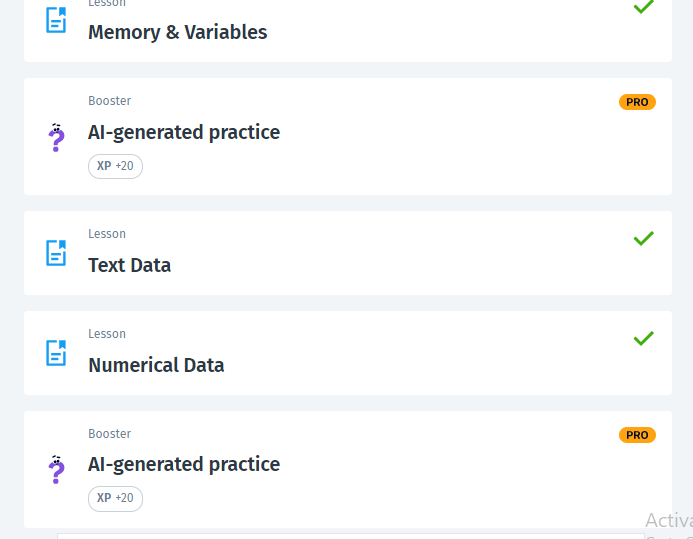 Lesson
Memory & Variables
Booster
PRO
AI-generated practice
XP +20
Lesson
Text Data
Lesson
Numerical Data
Booster
PRO
AI-generated practice
XP +20